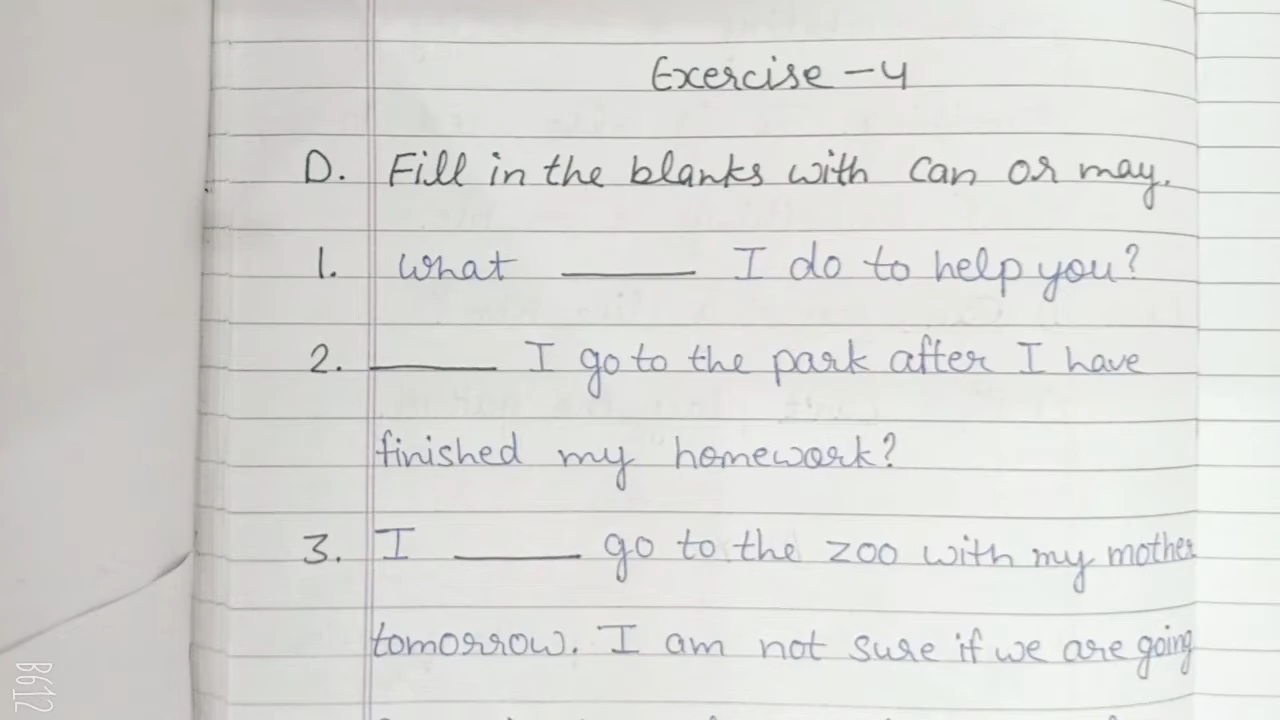 Exercise - 4
D. Fill in the blanks with can or may.
1. what ______ I do to help you?
2. ______ I go to the park after I have
finished my homework?
3. I ______ go to the zoo with my mother
tomorrow. I am not sure if we are going
B612